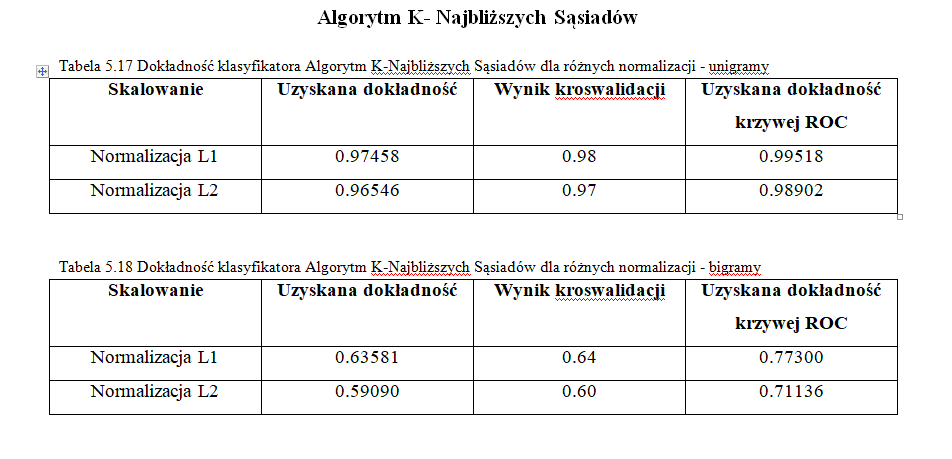 Algorytm K- Najbliższych Sąsiadów
Tabela 5.17 Dokładność klasyfikatora Algorytm K-Najbliższych Sąsiadów dla różnych normalizacji - unigramy
Skalowanie Uzyskana dokładność Wynik kroswalidacji Uzyskana dokładność
krzywej ROC
Normalizacja L1 0.97458 0.98 0.99518
Normalizacja L2 0.96546 0.97 0.98902
Tabela 5.18 Dokładność klasyfikatora Algorytm K-Najbliższych Sąsiadów dla różnych normalizacji - bigramy
Skalowanie Uzyskana dokładność Wynik kroswalidacji Uzyskana dokładność
krzywej ROC
Normalizacja L1 0.63581 0.64 0.77300
Normalizacja L2 0.59090 0.60 0.71136